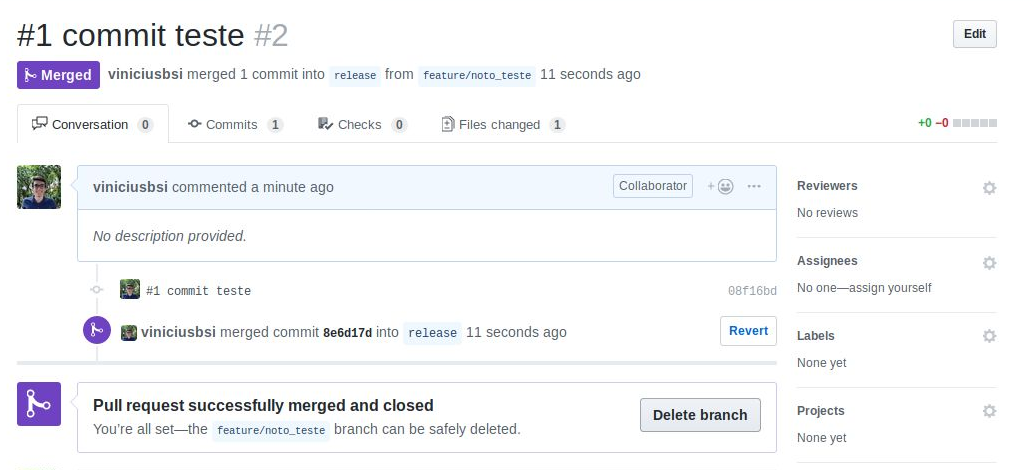 #1 commit teste #2
Edit
Merged viniciusbsi merged 1 commit into release from feature/noto_teste 11 seconds ago
Conversation 0 Commits 1 Checks 0 Files changed 1 +0 −0
viniciusbsi commented a minute ago Collaborator +
No description provided.
#1 commit teste 08f16bd
viniciusbsi merged commit 8e6d17d into release 11 seconds ago Revert
Pull request successfully merged and closed
You're all set—the feature/noto_teste branch can be safely deleted.
Delete branch
Reviewers
No reviews
Assignees
No one—assign yourself
Labels
None yet
Projects
None yet